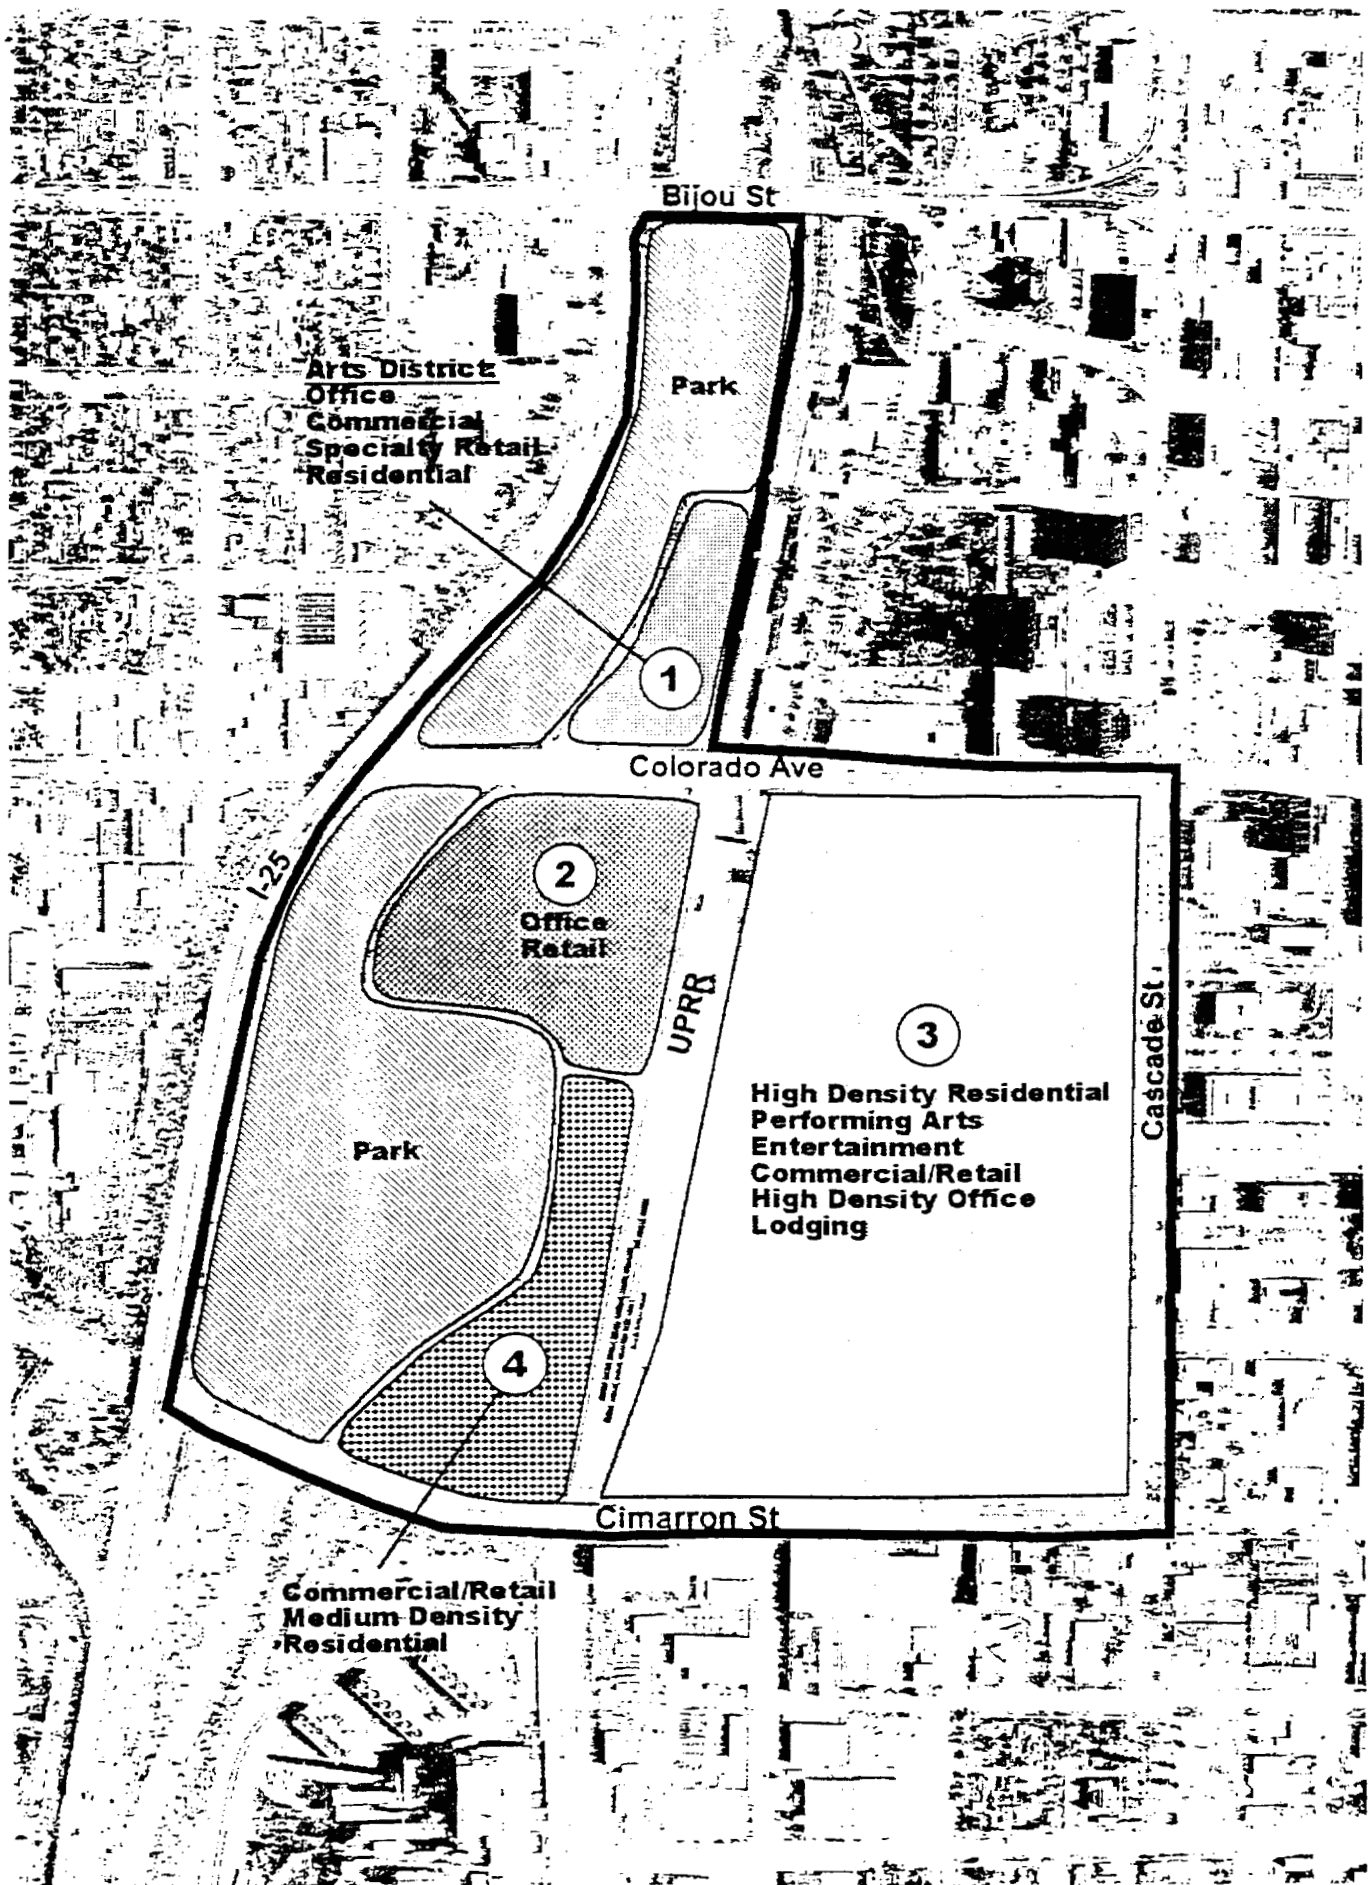 Bijou St
Park
Arts District:
Office
Commercial
Specialty Retail
Residential
1
Colorado Ave
I-25
2
Office
Retail
UPRR
Cascade St
3
High Density Residential
Performing Arts
Entertainment
Commercial/Retail
High Density Office
Lodging
Park
4
Cimarron St
Commercial/Retail
Medium Density
Residential